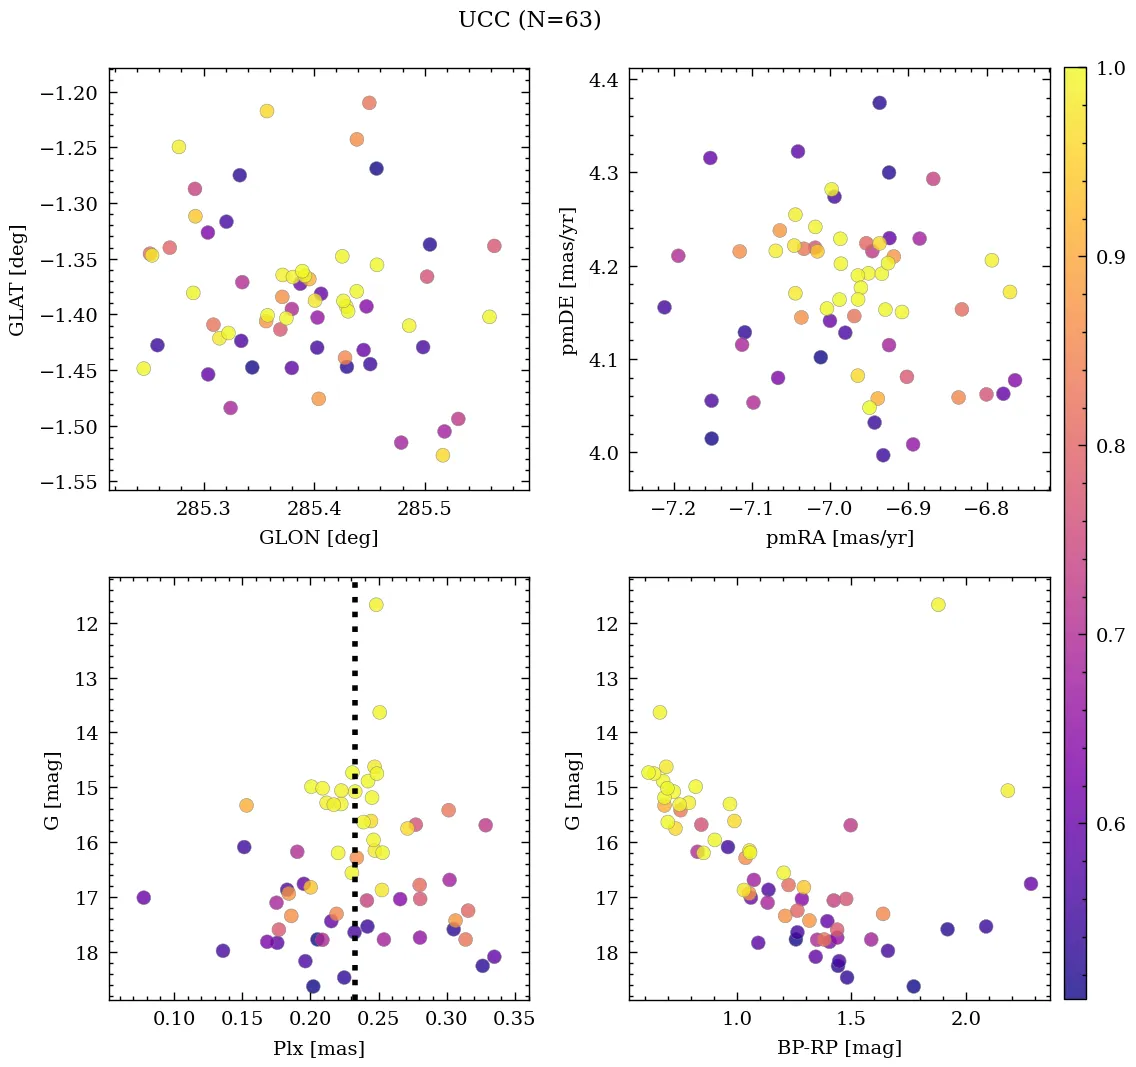 UCC (N=63)
−1.20
−1.25
−1.30
−1.35
−1.40
−1.45
−1.50
−1.55
GLAT [deg]
285.3 285.4 285.5
GLON [deg]
4.4
4.3
4.2
4.1
4.0
pmDE [mas/yr]
−7.2 −7.1 −7.0 −6.9 −6.8
pmRA [mas/yr]
1.0
0.9
0.8
0.7
0.6
12
13
14
15
16
17
18
G [mag]
0.10 0.15 0.20 0.25 0.30 0.35
Plx [mas]
12
13
14
15
16
17
18
G [mag]
1.0 1.5 2.0
BP-RP [mag]